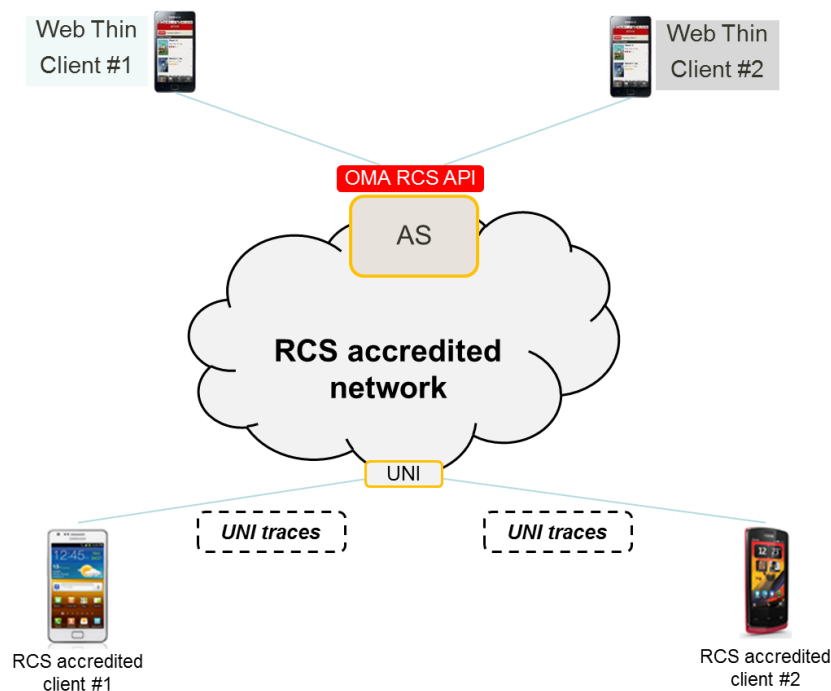 Web Thin
Client #1
Web Thin
Client #2
OMA RCS API
AS
RCS accredited
network
UNI
UNI traces
UNI traces
RCS accredited
client #1
RCS accredited
client #2